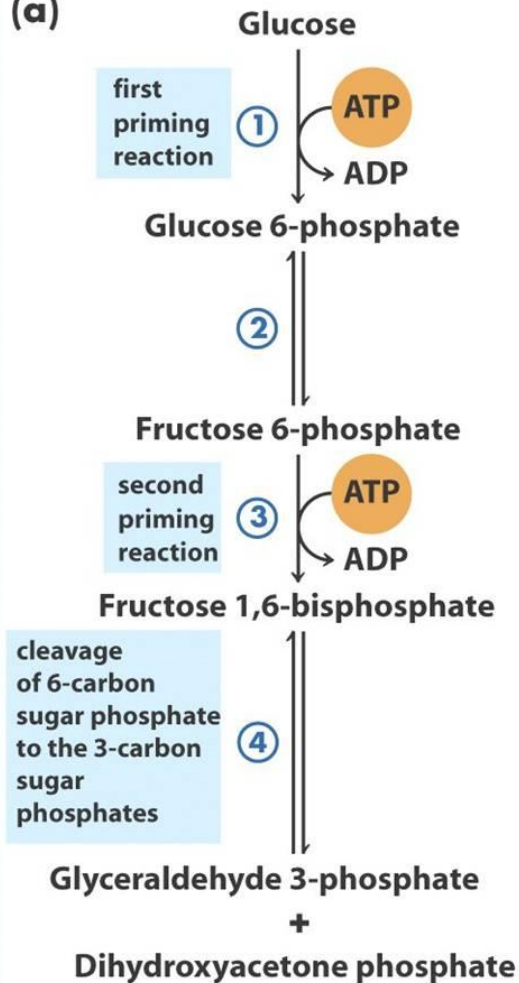 (a)
Glucose
first
priming
reaction
1
ATP
ADP
Glucose 6-phosphate
2
Fructose 6-phosphate
second
priming
reaction
3
ATP
ADP
Fructose 1,6-bisphosphate
cleavage
of 6-carbon
sugar phosphate
to the 3-carbon
sugar
phosphates
4
Glyceraldehyde 3-phosphate
+
Dihydroxyacetone phosphate